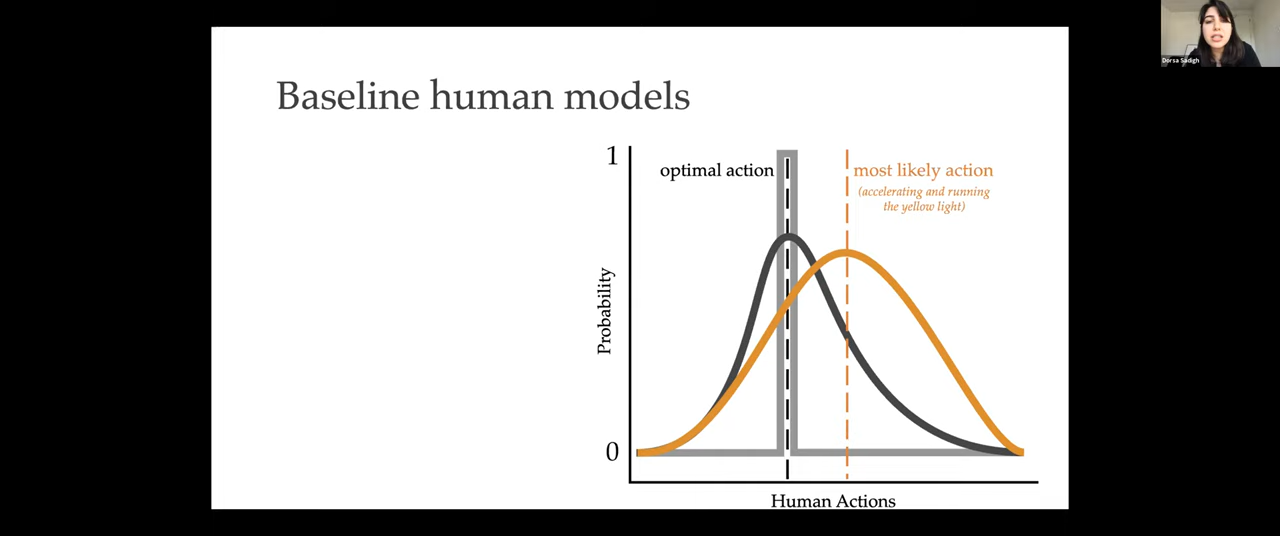 Dorsa Sadigh
Baseline human models
1
optimal action
most likely action
(accelerating and running
the yellow light)
Probability
0
Human Actions